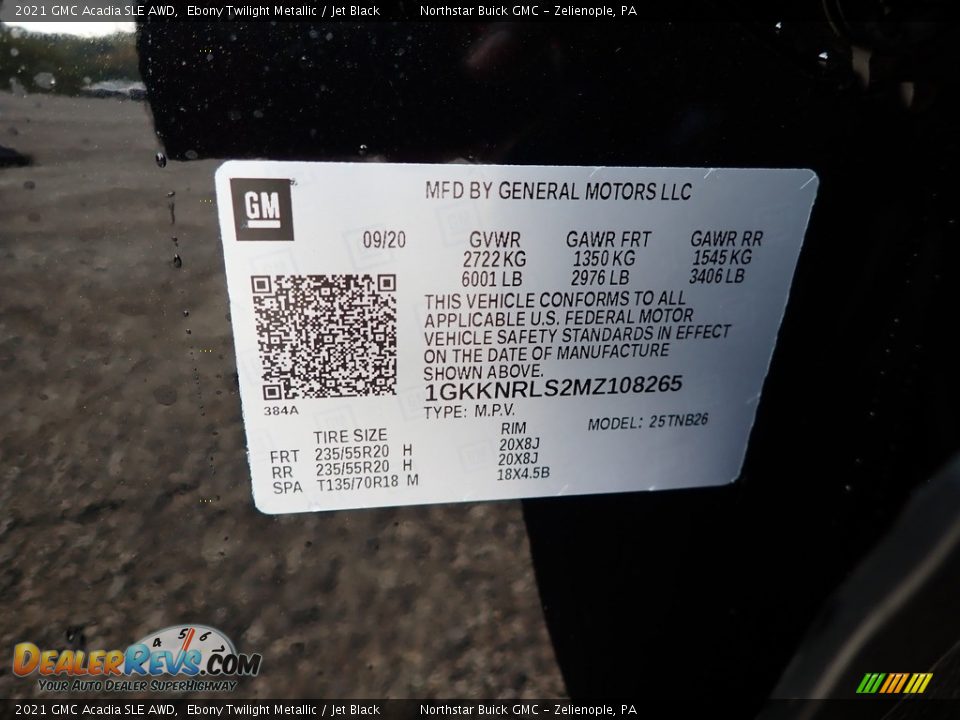 2021 GMC Acadia SLE AWD, Ebony Twilight Metallic / Jet Black Northstar Buick GMC - Zelienople, PA
GM
MFD BY GENERAL MOTORS LLC
09/20 GVWR GAWR FRT GAWR RR
2722 KG 1350 KG 1545 KG
6001 LB 2976 LB 3406 LB
THIS VEHICLE CONFORMS TO ALL
APPLICABLE U.S. FEDERAL MOTOR
VEHICLE SAFETY STANDARDS IN EFFECT
ON THE DATE OF MANUFACTURE
SHOWN ABOVE.
1GKKNRLS2MZ108265
384A
TYPE: M.P.V. MODEL: 25TNB26
TIRE SIZE RIM
FRT 235/55R20 H 20X8J
RR 235/55R20 H 20X8J
SPA T135/70R18 M 18X4.5B
4 5 6 7
DealerRevs.com
Your Auto Dealer SuperHighway
2021 GMC Acadia SLE AWD, Ebony Twilight Metallic / Jet Black Northstar Buick GMC - Zelienople, PA